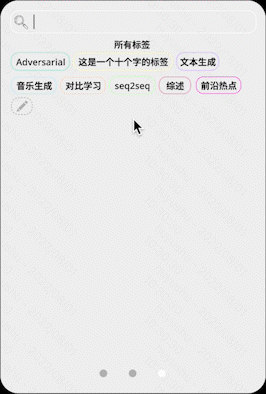 所有标签
Adversarial 这是一个十个字的标签 文本生成
音乐生成 对比学习 seq2seq 综述 前沿热点